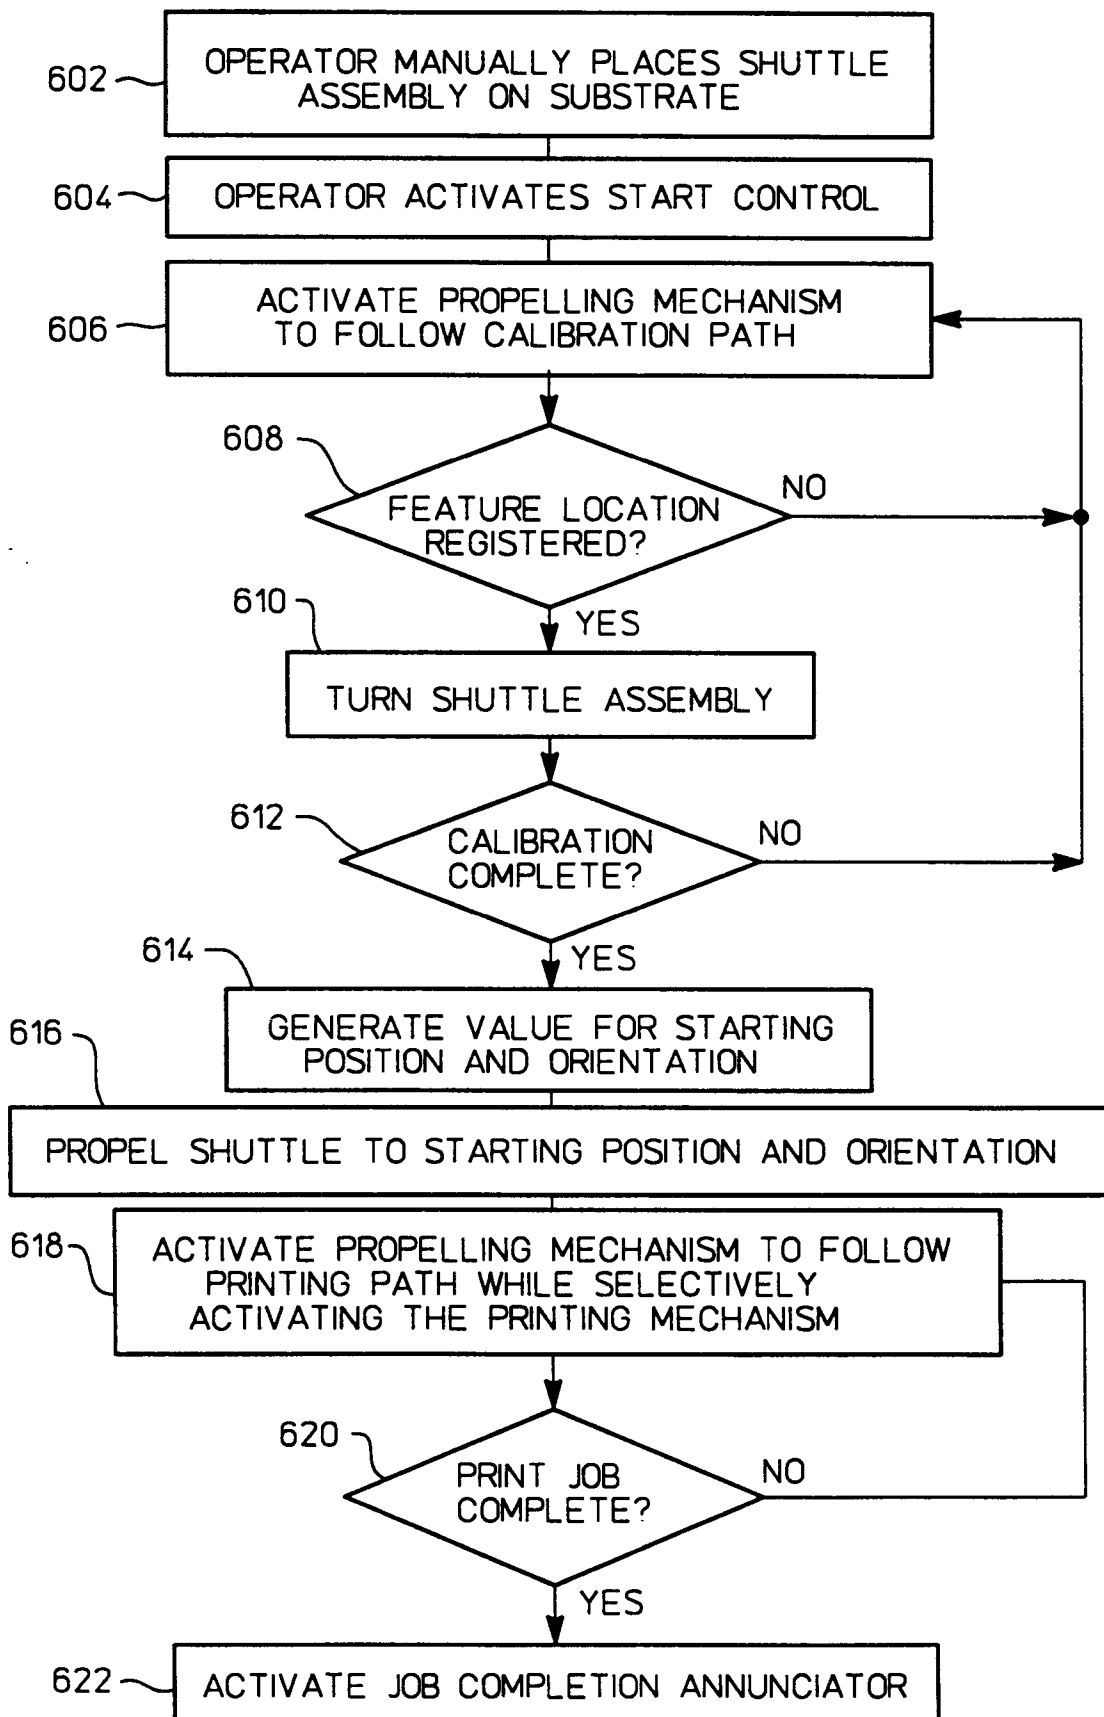 602
OPERATOR MANUALLY PLACES SHUTTLE
ASSEMBLY ON SUBSTRATE
604
OPERATOR ACTIVATES START CONTROL
606
ACTIVATE PROPELLING MECHANISM
TO FOLLOW CALIBRATION PATH
608
FEATURE LOCATION
REGISTERED?
NO
YES
610
TURN SHUTTLE ASSEMBLY
612
CALIBRATION
COMPLETE?
NO
YES
614
GENERATE VALUE FOR STARTING
POSITION AND ORIENTATION
616
PROPEL SHUTTLE TO STARTING POSITION AND ORIENTATION
618
ACTIVATE PROPELLING MECHANISM TO FOLLOW
PRINTING PATH WHILE SELECTIVELY
ACTIVATING THE PRINTING MECHANISM
620
PRINT JOB
COMPLETE?
NO
YES
622
ACTIVATE JOB COMPLETION ANNUNCIATOR